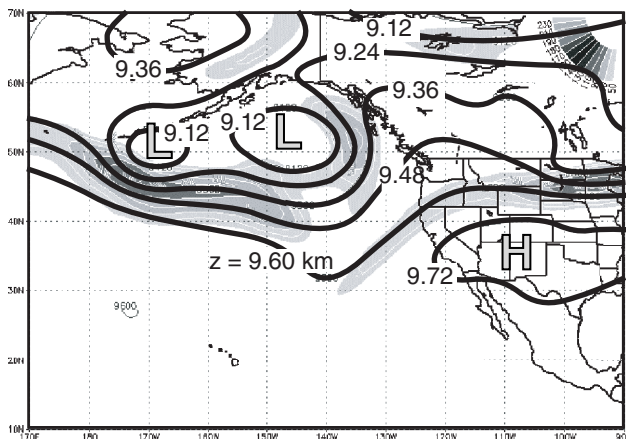 70N
9.12
9.24
9.36
60N
9.36
9.12
9.12
L
L
50N
9.48
40N
H
z = 9.60 km
9.72
30N
9600
20N
10N
170E
180
170W
160W
150W
140W
130W
120W
110W
100W
90